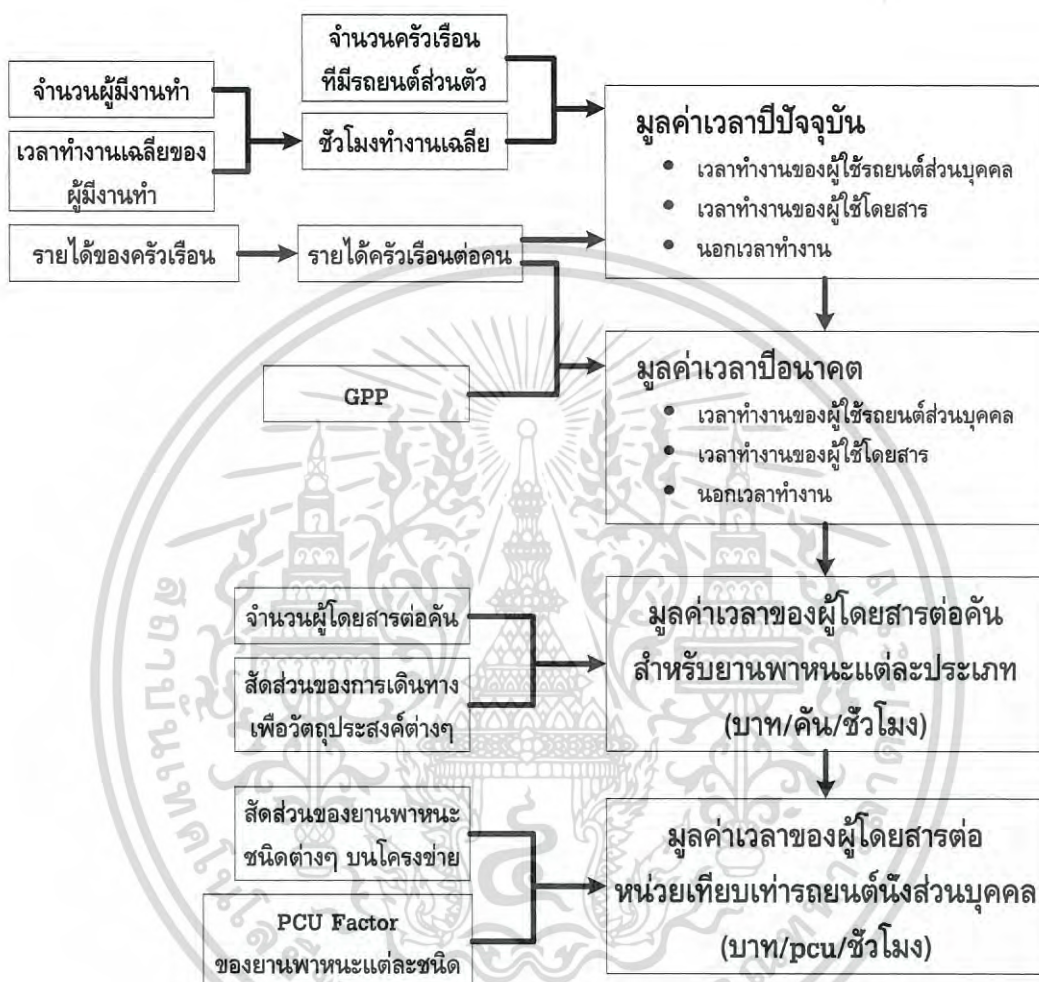 จำนวนครัวเรือน
ที่มีรถยนต์ส่วนตัว
จำนวนผู้มีงานทำ
เวลาทำงานเฉลี่ยของ
ผู้มีงานทำ
ชั่วโมงทำงานเฉลี่ย
รายได้ของครัวเรือน
รายได้ครัวเรือนต่อคน
มูลค่าเวลาปีปัจจุบัน
• เวลาทำงานของผู้ใช้รถยนต์ส่วนบุคคล
• เวลาทำงานของผู้ใช้โดยสาร
• นอกเวลาทำงาน
GPP
มูลค่าเวลาปีอนาคต
• เวลาทำงานของผู้ใช้รถยนต์ส่วนบุคคล
• เวลาทำงานของผู้ใช้โดยสาร
• นอกเวลาทำงาน
จำนวนผู้โดยสารต่อคัน
สัดส่วนของการเดินทาง
เพื่อวัตถุประสงค์ต่างๆ
มูลค่าเวลาของผู้โดยสารต่อคัน
สำหรับยานพาหนะแต่ละประเภท
(บาท/คัน/ชั่วโมง)
สัดส่วนของยานพาหนะ
ชนิดต่างๆ บนโครงข่าย
PCU Factor
ของยานพาหนะแต่ละชนิด
มูลค่าเวลาของผู้โดยสารต่อ
หน่วยเทียบเท่ารถยนต์นั่งส่วนบุคคล
(บาท/pcu/ชั่วโมง)